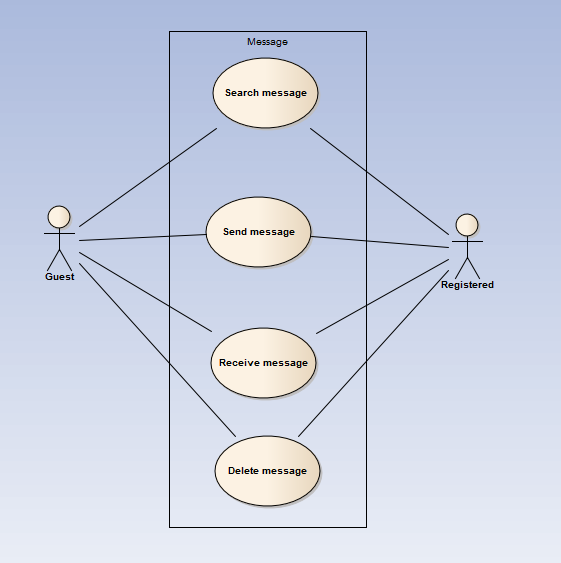 Message
Search message
Send message
Guest
Registered
Receive message
Delete message